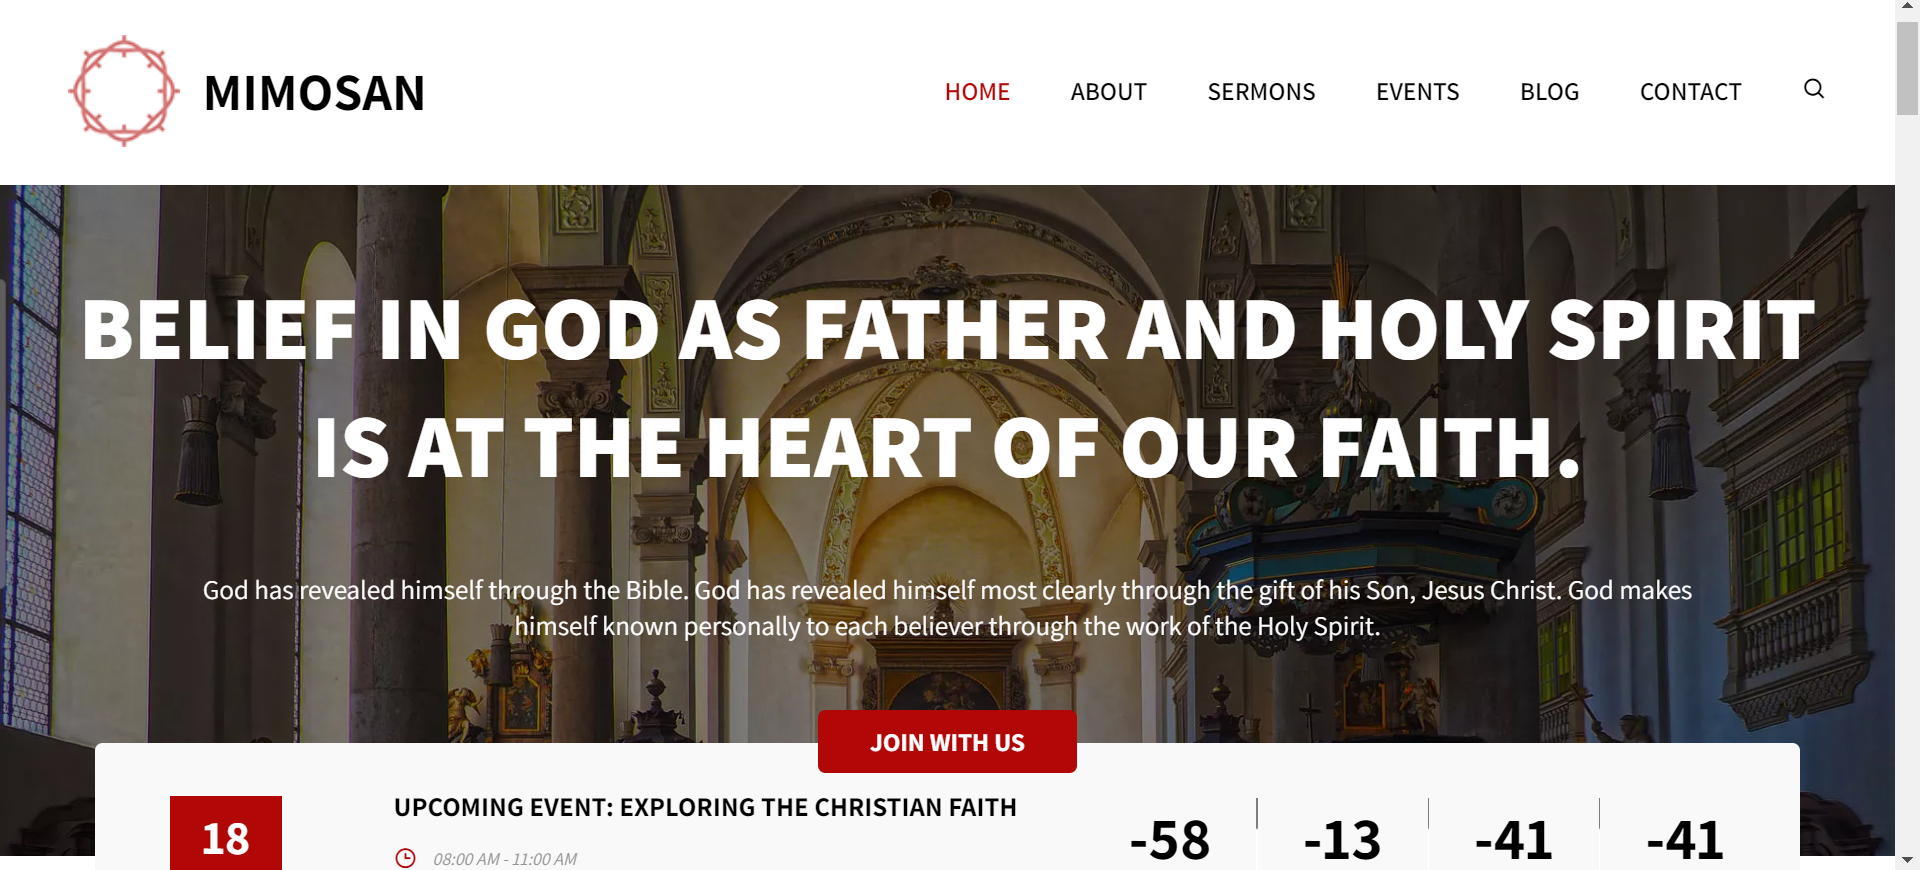 MIMOSAN
HOME ABOUT SERMONS EVENTS BLOG CONTACT
BELIEF IN GOD AS FATHER AND HOLY SPIRIT
IS AT THE HEART OF OUR FAITH.
God has revealed himself through the Bible. God has revealed himself most clearly through the gift of his Son, Jesus Christ. God makes
himself known personally to each believer through the work of the Holy Spirit.
JOIN WITH US
18
UPCOMING EVENT: EXPLORING THE CHRISTIAN FAITH
08:00 AM - 11:00 AM
-58 -13 -41 -41